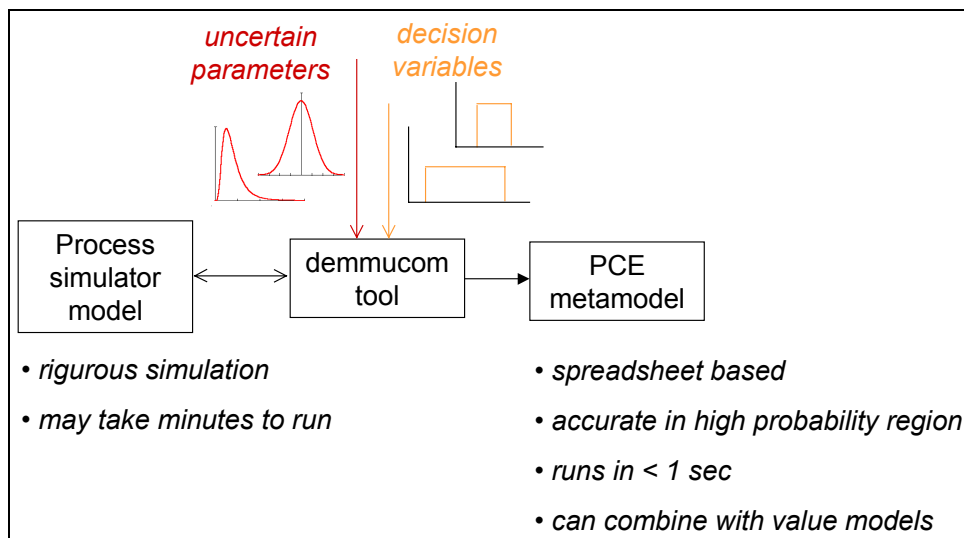 uncertain
parameters
decision
variables
Process
simulator
model
demmucom
tool
PCE
metamodel
• rigurous simulation
• may take minutes to run
• spreadsheet based
• accurate in high probability region
• runs in < 1 sec
• can combine with value models